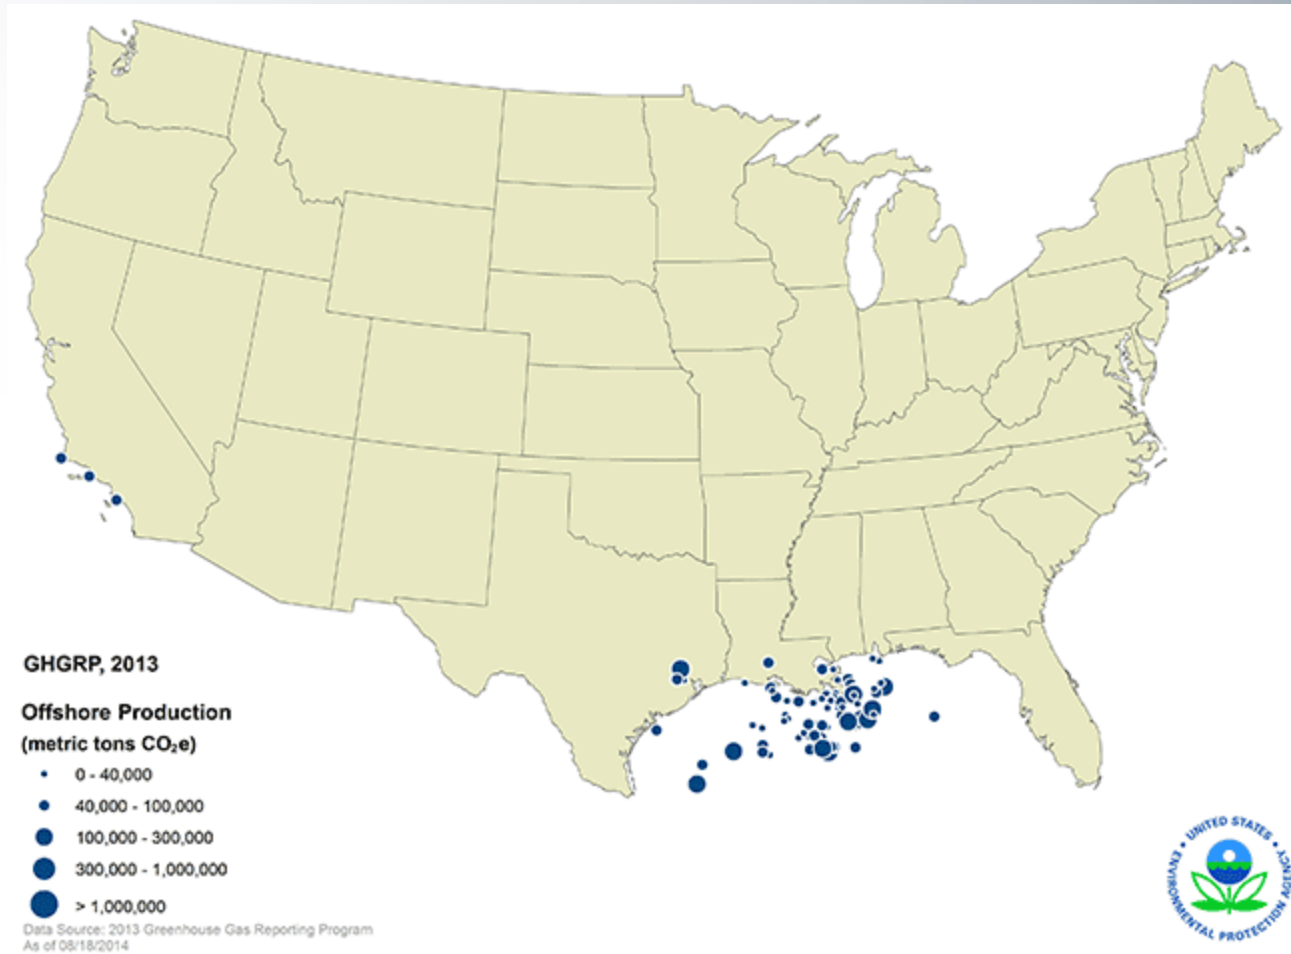 GHGRP, 2013
Offshore Production
(metric tons CO₂e)
0 - 40,000
40,000 - 100,000
100,000 - 300,000
300,000 - 1,000,000
> 1,000,000
Data Source: 2013 Greenhouse Gas Reporting Program
As of 08/18/2014
UNITED STATES
ENVIRONMENTAL PROTECTION AGENCY